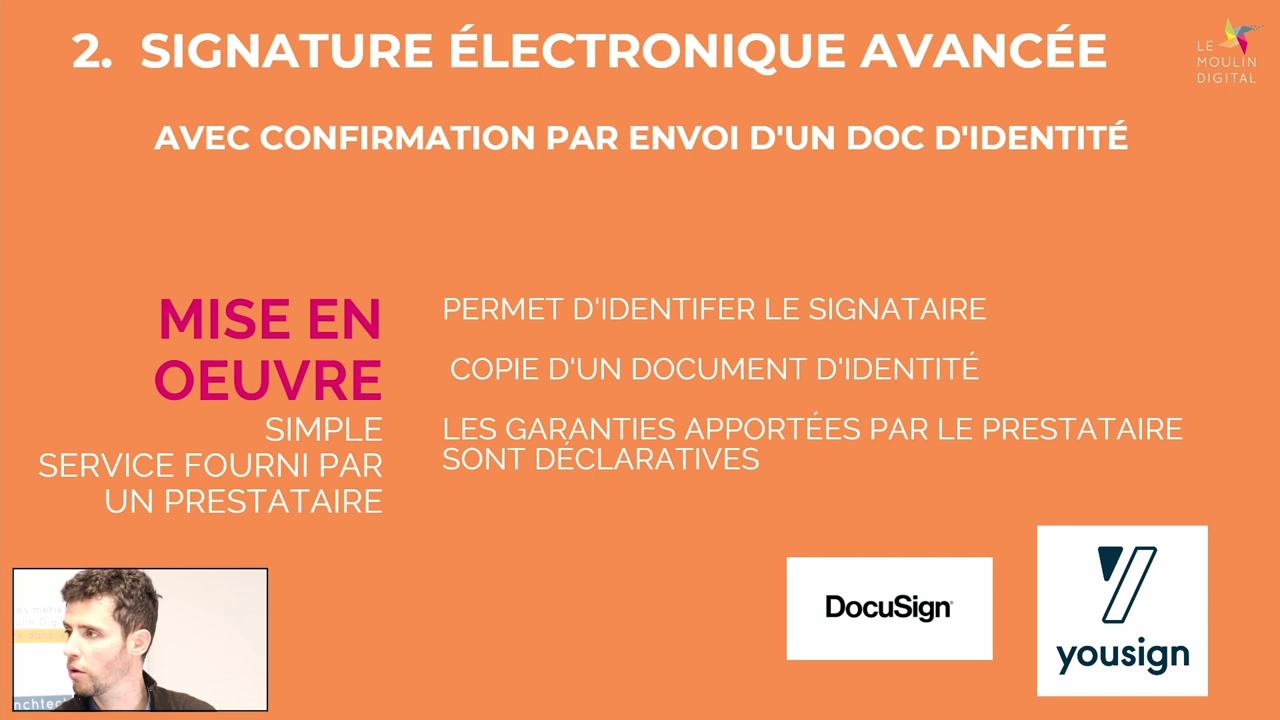 2. SIGNATURE ÉLECTRONIQUE AVANCÉE
LE
MOULIN
DIGITAL
AVEC CONFIRMATION PAR ENVOI D'UN DOC D'IDENTITÉ
MISE EN
OEUVRE
SIMPLE
SERVICE FOURNI PAR
UN PRESTATAIRE
PERMET D'IDENTIFER LE SIGNATAIRE
COPIE D'UN DOCUMENT D'IDENTITÉ
LES GARANTIES APPORTÉES PAR LE PRESTATAIRE
SONT DÉCLARATIVES
DocuSign
yousign